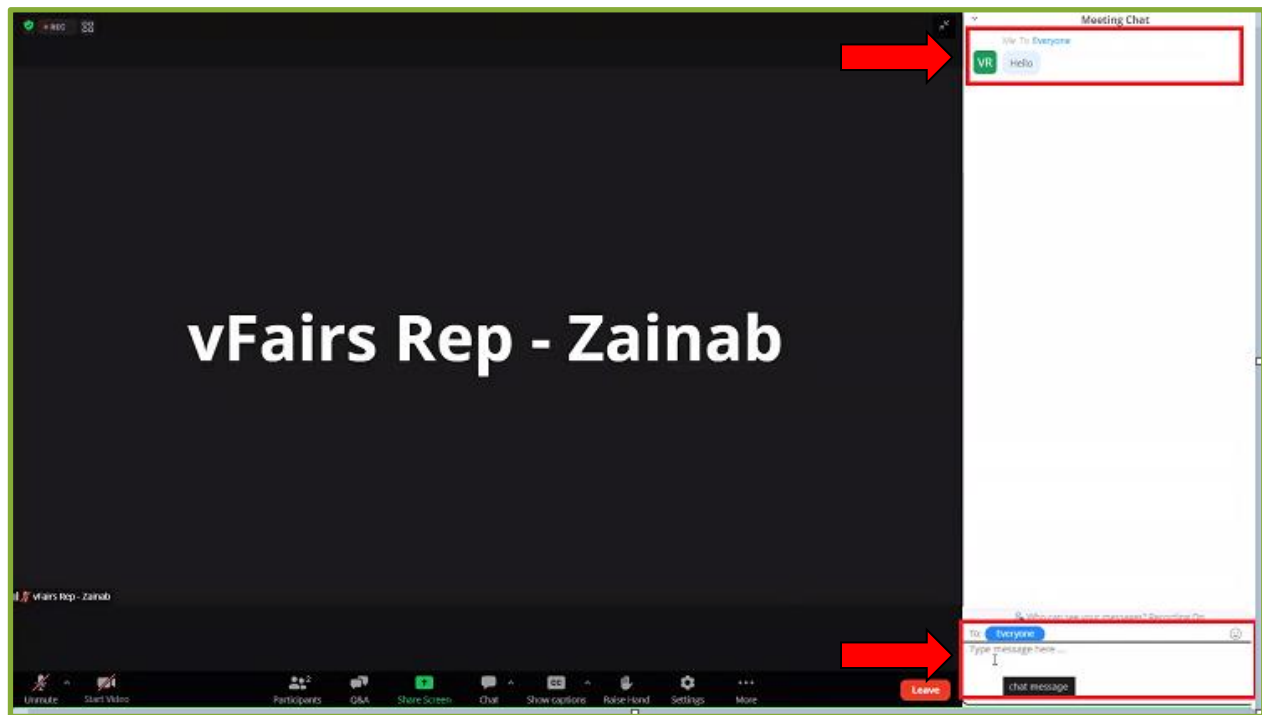 REC
Meeting Chat
Me To Everyone
VR
Hello
vFairs Rep - Zainab
vFairs Rep - Zainab
Who can see your messages? Recording On
To: Everyone
Type message here ...
chat message
Unmute
Start Video
2
Participants
Q&A
Share Screen
Chat
CC
Show captions
Raise Hand
Settings
More
Leave